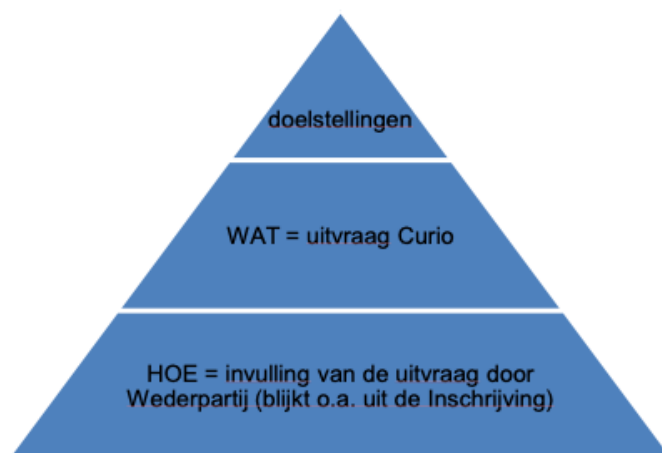 doelstellingen
WAT = uitvraag Curio
HOE = invulling van de uitvraag door
Wederpartij (blijkt o.a. uit de Inschrijving)